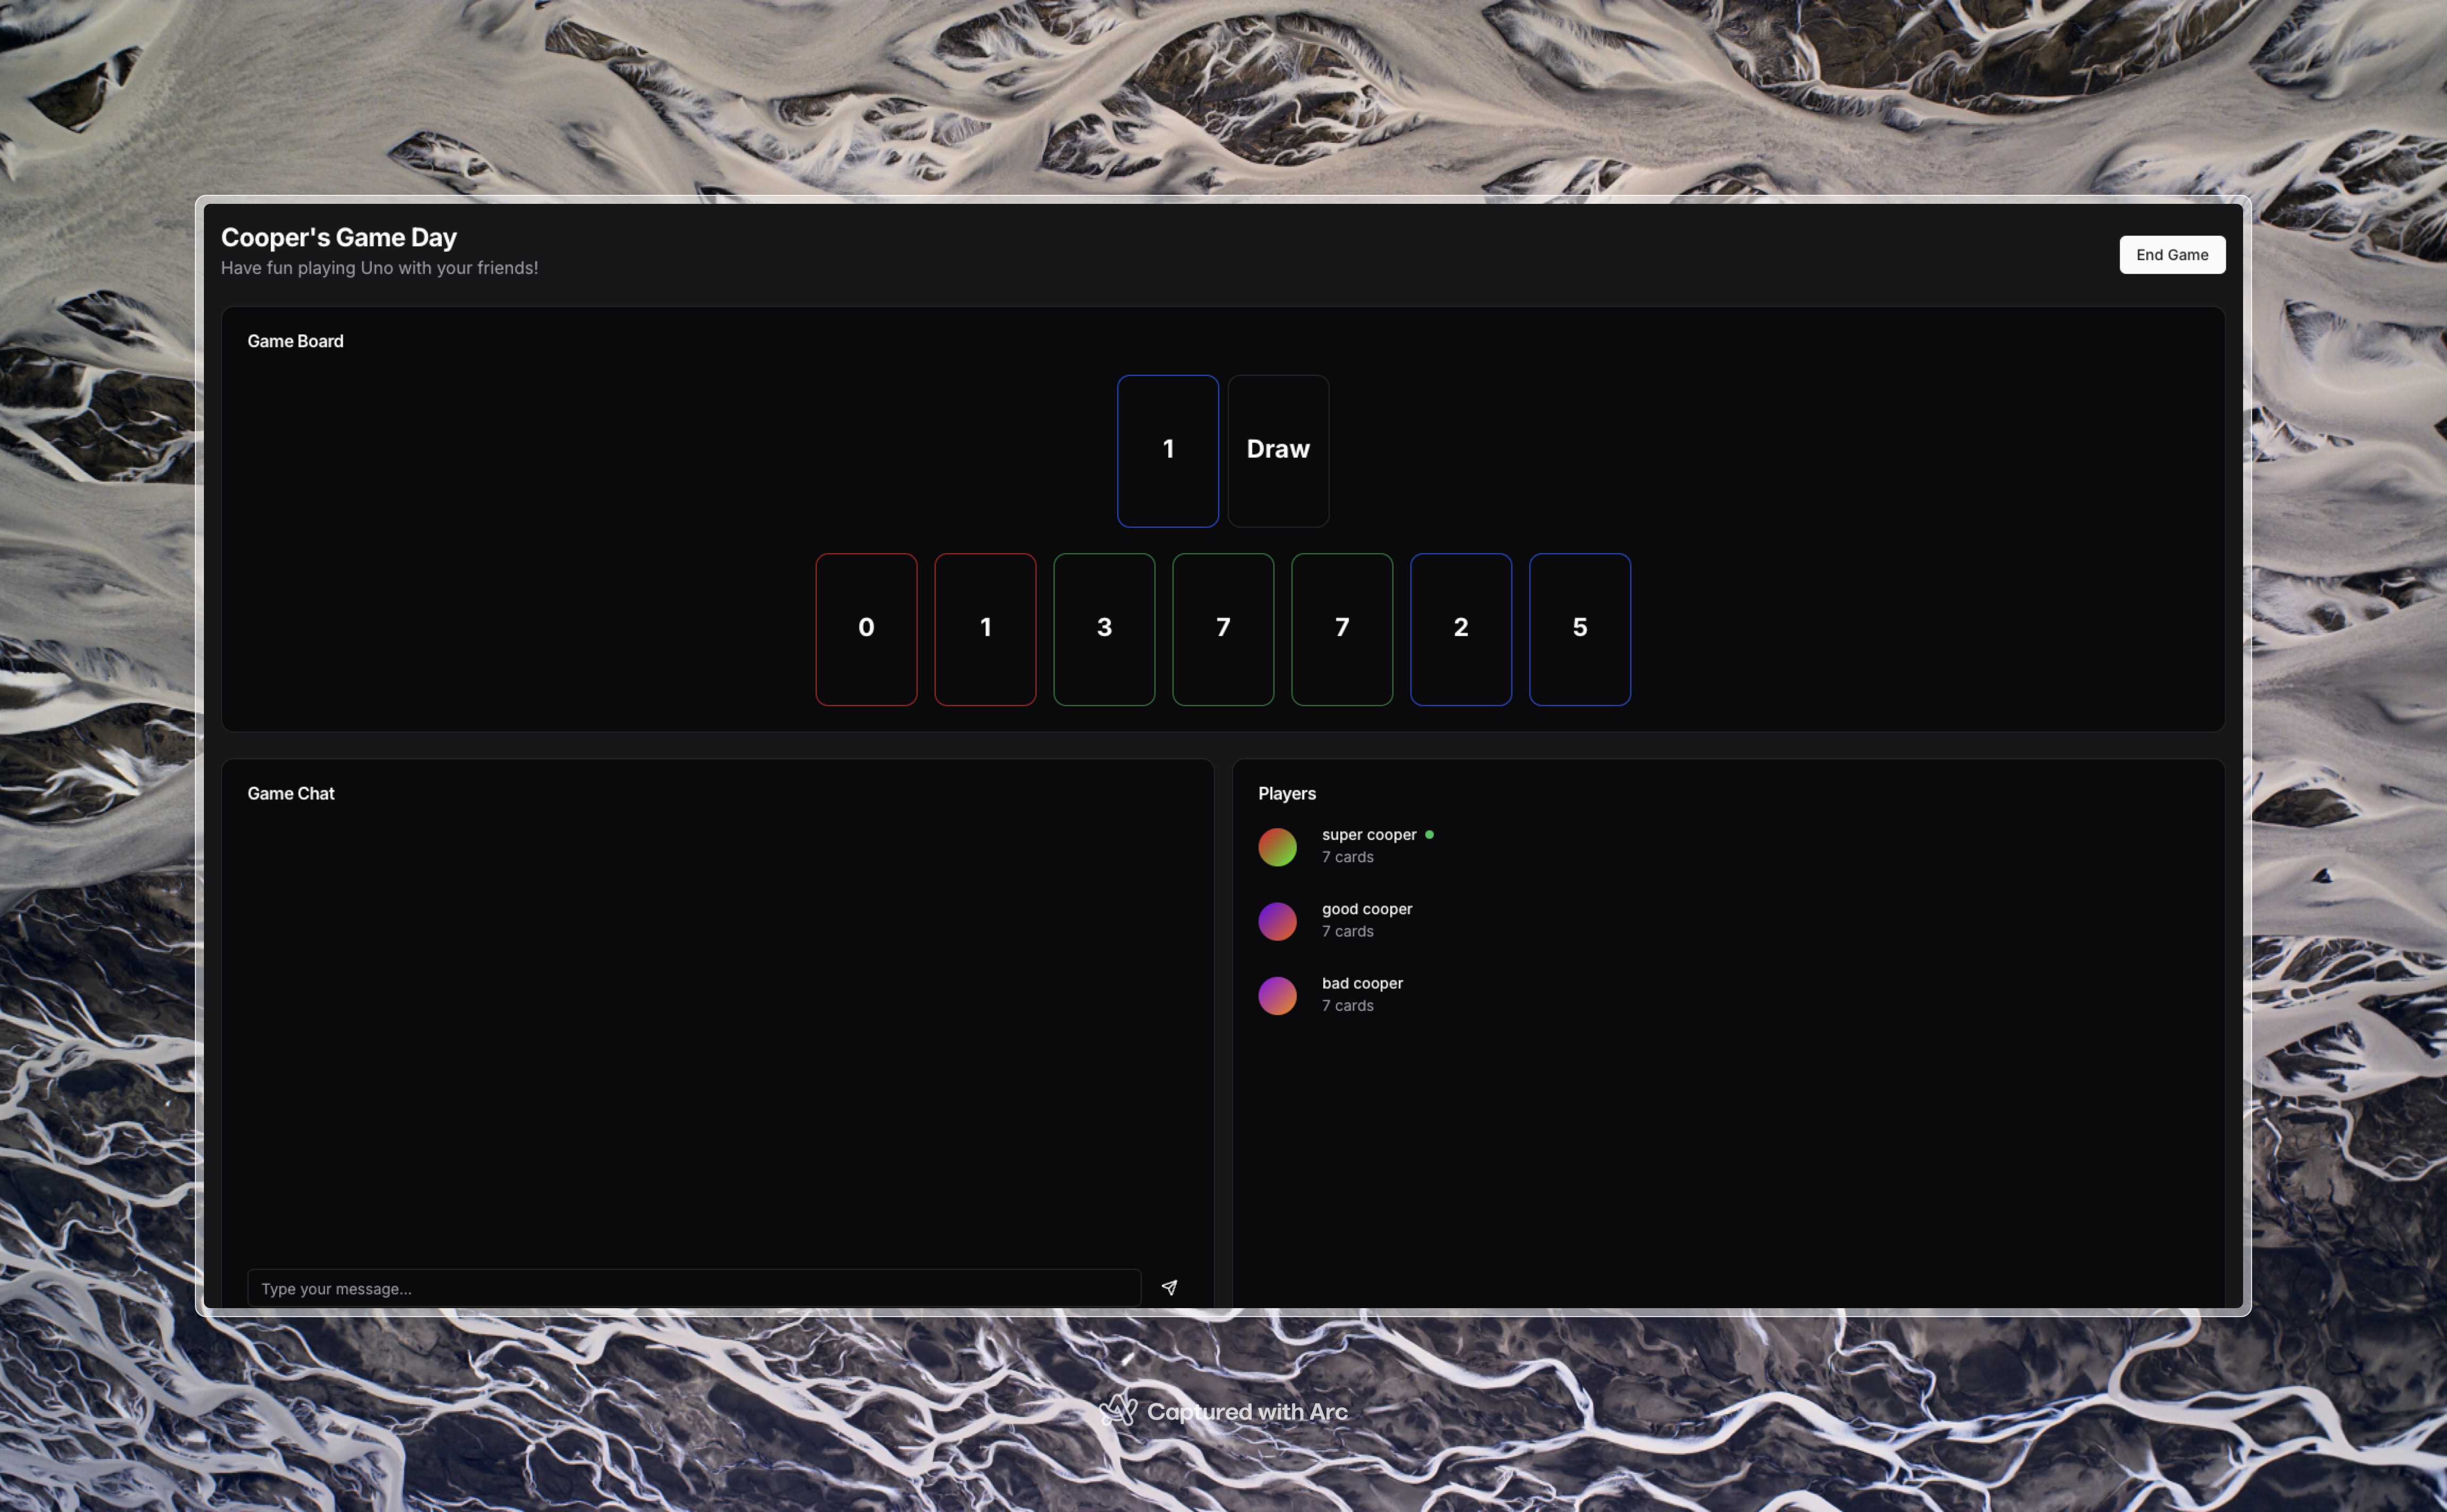 Cooper's Game Day
Have fun playing Uno with your friends!
End Game
Game Board
1
Draw
0
1
3
7
7
2
5
Game Chat
Type your message...
Players
super cooper
7 cards
good cooper
7 cards
bad cooper
7 cards
Captured with Arc